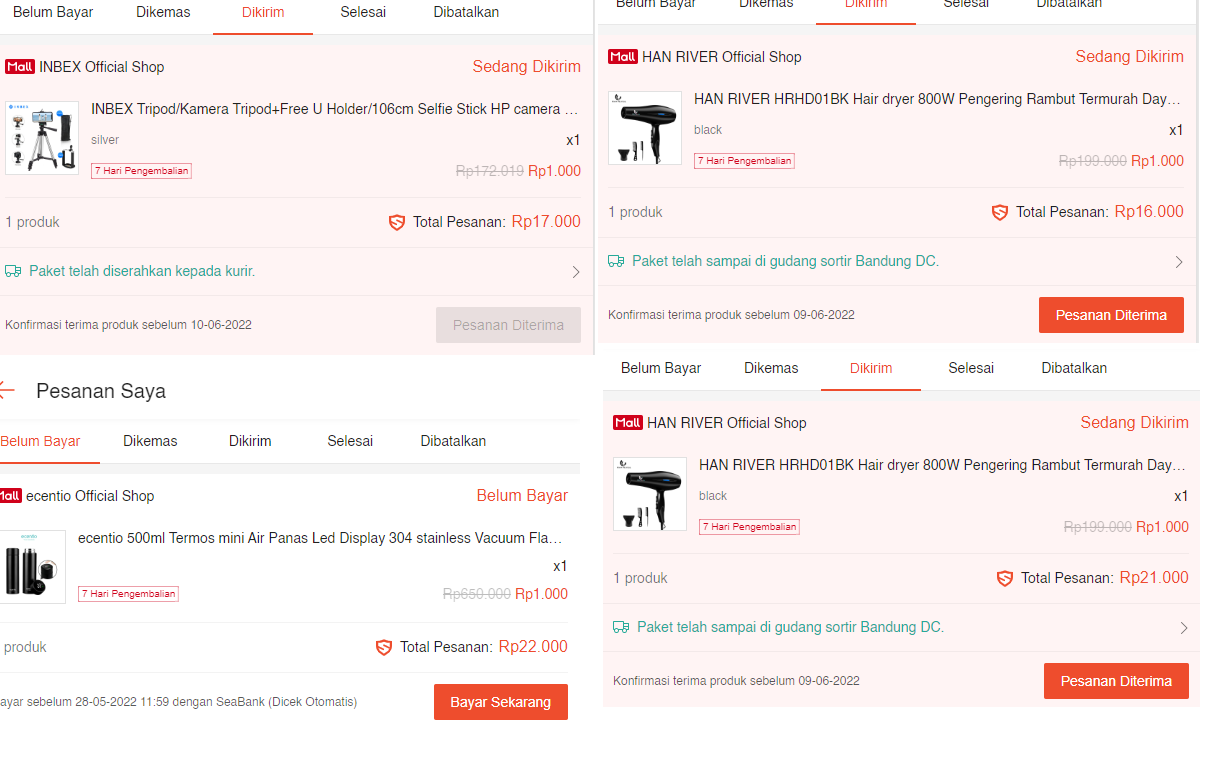 Belum Bayar Dikemas Dikirim Selesai Dibatalkan
Mall INBEX Official Shop Sedang Dikirim
INBEX Tripod/Kamera Tripod+Free U Holder/106cm Selfie Stick HP camera ...
silver x1
7 Hari Pengembalian Rp172.019 Rp1.000
1 produk Total Pesanan: Rp17.000
Paket telah diserahkan kepada kurir.
Konfirmasi terima produk sebelum 10-06-2022 Pesanan Diterima
Belum Bayar Dikemas Dikirim Selesai Dibatalkan
Mall HAN RIVER Official Shop Sedang Dikirim
HAN RIVER HRHD01BK Hair dryer 800W Pengering Rambut Termurah Day...
black x1
7 Hari Pengembalian Rp199.000 Rp1.000
1 produk Total Pesanan: Rp16.000
Paket telah sampai di gudang sortir Bandung DC.
Konfirmasi terima produk sebelum 09-06-2022 Pesanan Diterima
Pesanan Saya
Belum Bayar Dikemas Dikirim Selesai Dibatalkan
Mall ecentio Official Shop Belum Bayar
ecentio 500ml Termos mini Air Panas Led Display 304 stainless Vacuum Fla...
x1
7 Hari Pengembalian Rp650.000 Rp1.000
produk Total Pesanan: Rp22.000
ayar sebelum 28-05-2022 11:59 dengan SeaBank (Dicek Otomatis) Bayar Sekarang
Belum Bayar Dikemas Dikirim Selesai Dibatalkan
Mall HAN RIVER Official Shop Sedang Dikirim
HAN RIVER HRHD01BK Hair dryer 800W Pengering Rambut Termurah Day...
black x1
7 Hari Pengembalian Rp199.000 Rp1.000
1 produk Total Pesanan: Rp21.000
Paket telah sampai di gudang sortir Bandung DC.
Konfirmasi terima produk sebelum 09-06-2022 Pesanan Diterima